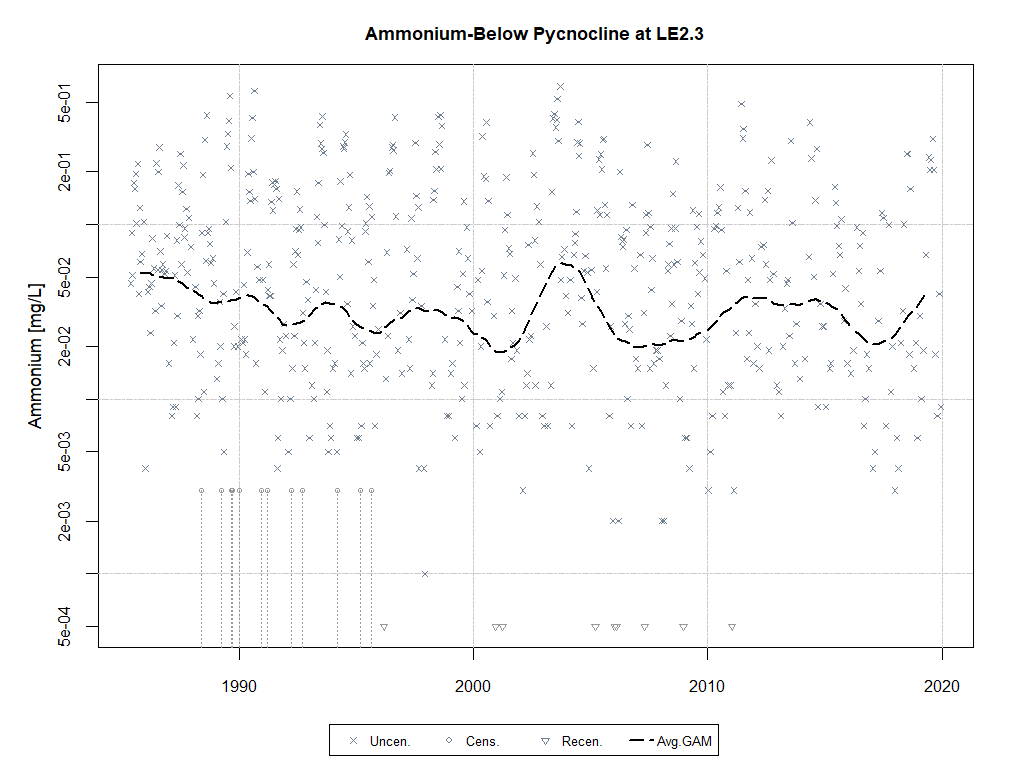 Ammonium-Below Pycnocline at LE2.3
Ammonium [mg/L]
5e-01
2e-01
5e-02
2e-02
5e-03
2e-03
5e-04
1990 2000 2010 2020
Uncen. Cens. Recen. Avg.GAM